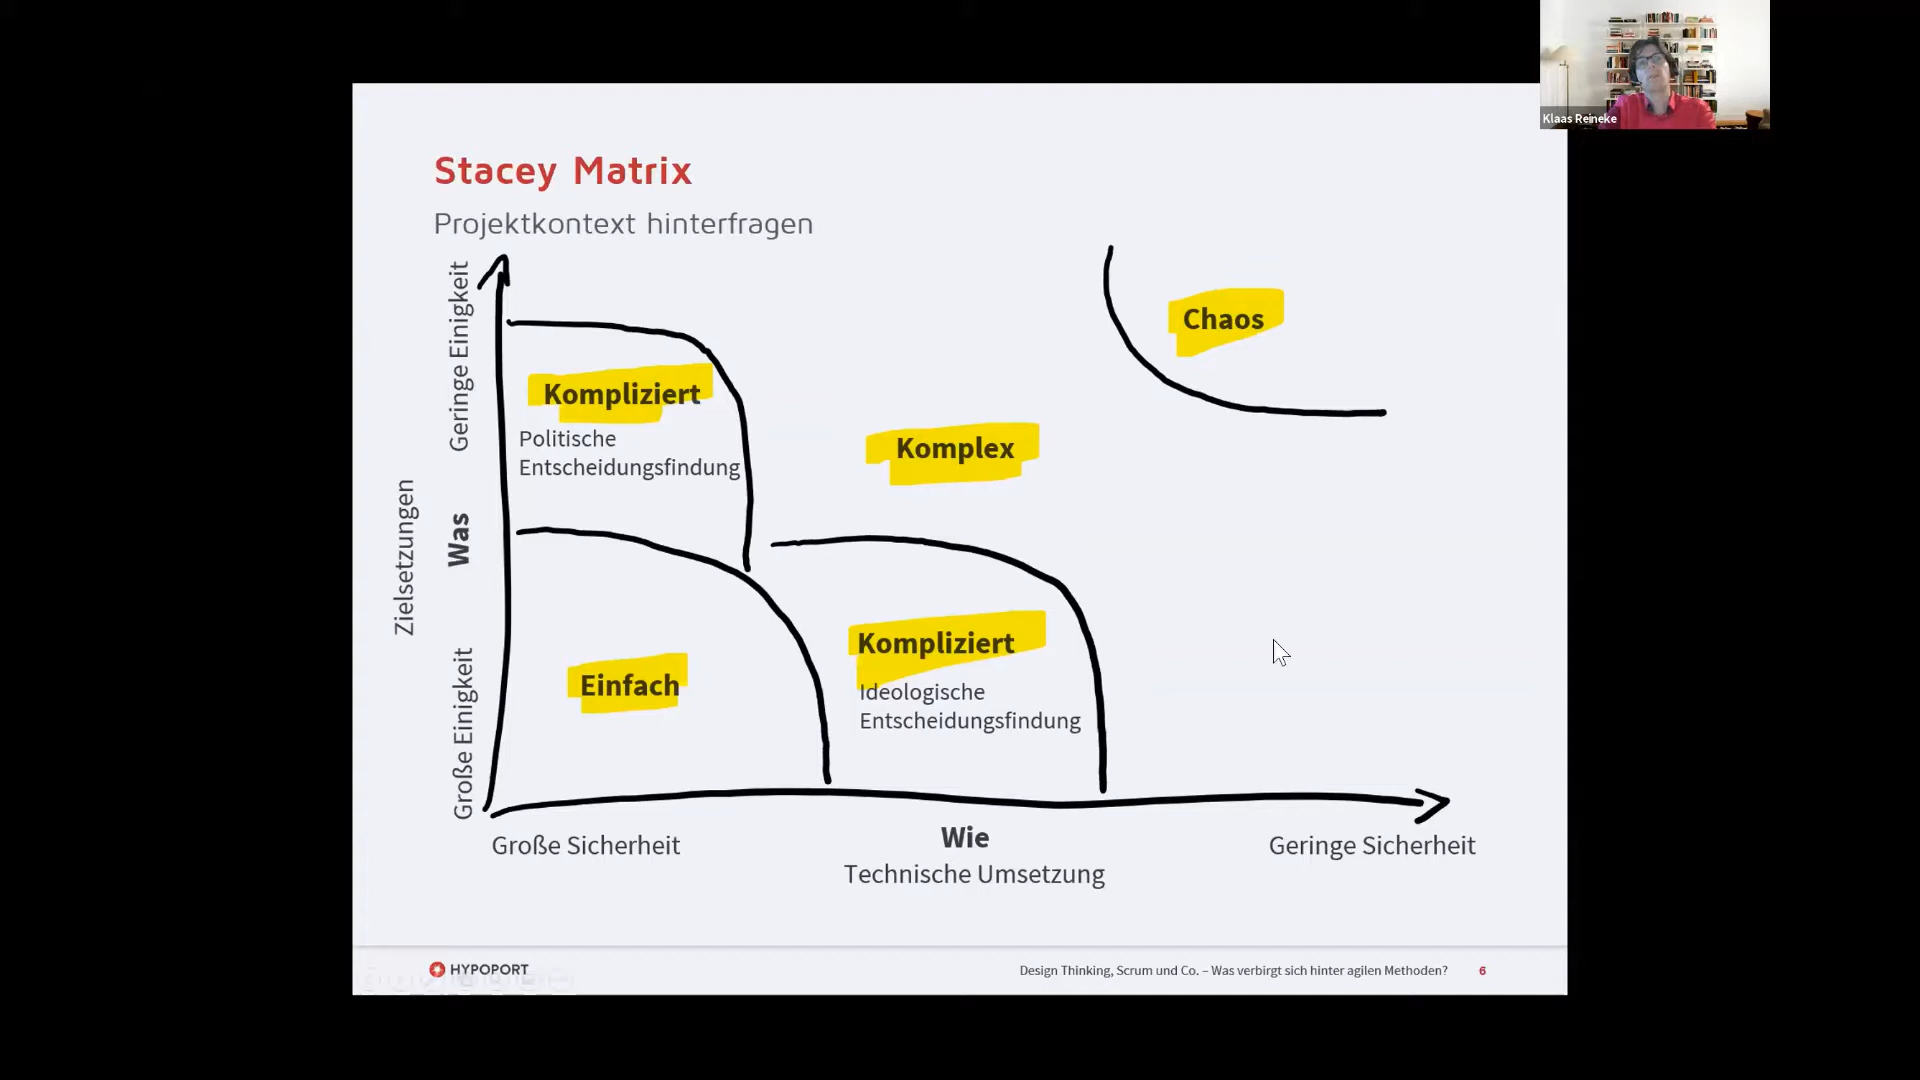 Klaas Reineke
Stacey Matrix
Projektkontext hinterfragen
Geringe Einigkeit
Zielsetzungen
Was
Große Einigkeit
Chaos
Kompliziert
Politische
Entscheidungsfindung
Komplex
Einfach
Kompliziert
Ideologische
Entscheidungsfindung
Große Sicherheit
Wie
Technische Umsetzung
Geringe Sicherheit
HYPOPORT
Design Thinking, Scrum und Co. – Was verbirgt sich hinter agilen Methoden? 6